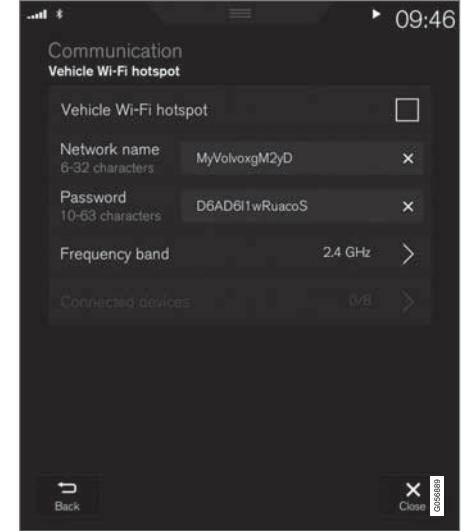 09:46
Communication
Vehicle Wi-Fi hotspot
Vehicle Wi-Fi hotspot
Network name
6-32 characters
MyVolvoxgM2yD
Password
10-63 characters
D6AD6I1wRuacoS
Frequency band
2.4 GHz
Connected devices
0/8
Back
Close
G056889